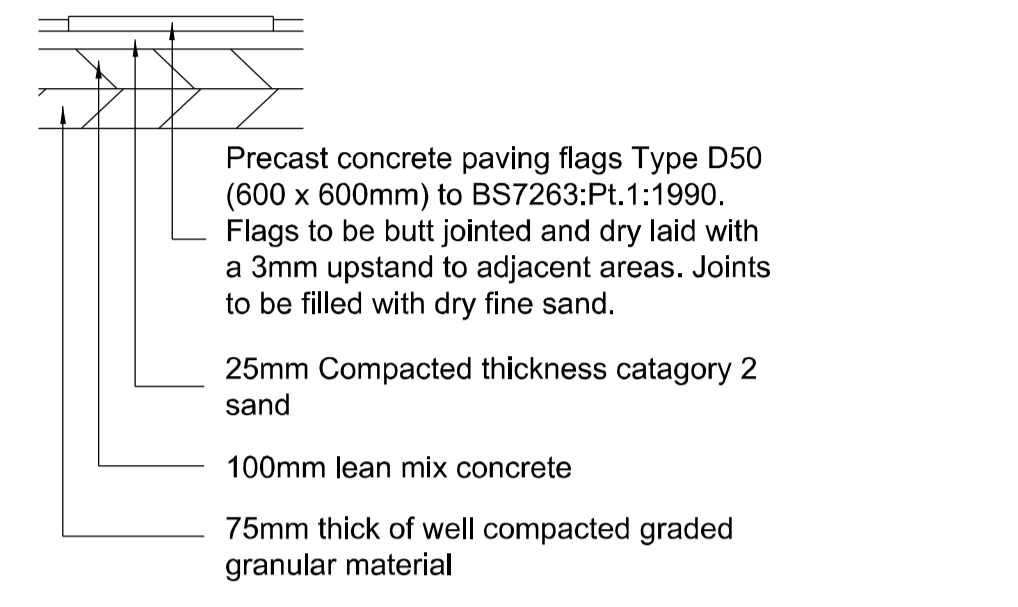 Precast concrete paving flags Type D50
(600 x 600mm) to BS7263:Pt.1:1990.
Flags to be butt jointed and dry laid with
a 3mm upstand to adjacent areas. Joints
to be filled with dry fine sand.
25mm Compacted thickness catagory 2
sand
100mm lean mix concrete
75mm thick of well compacted graded
granular material